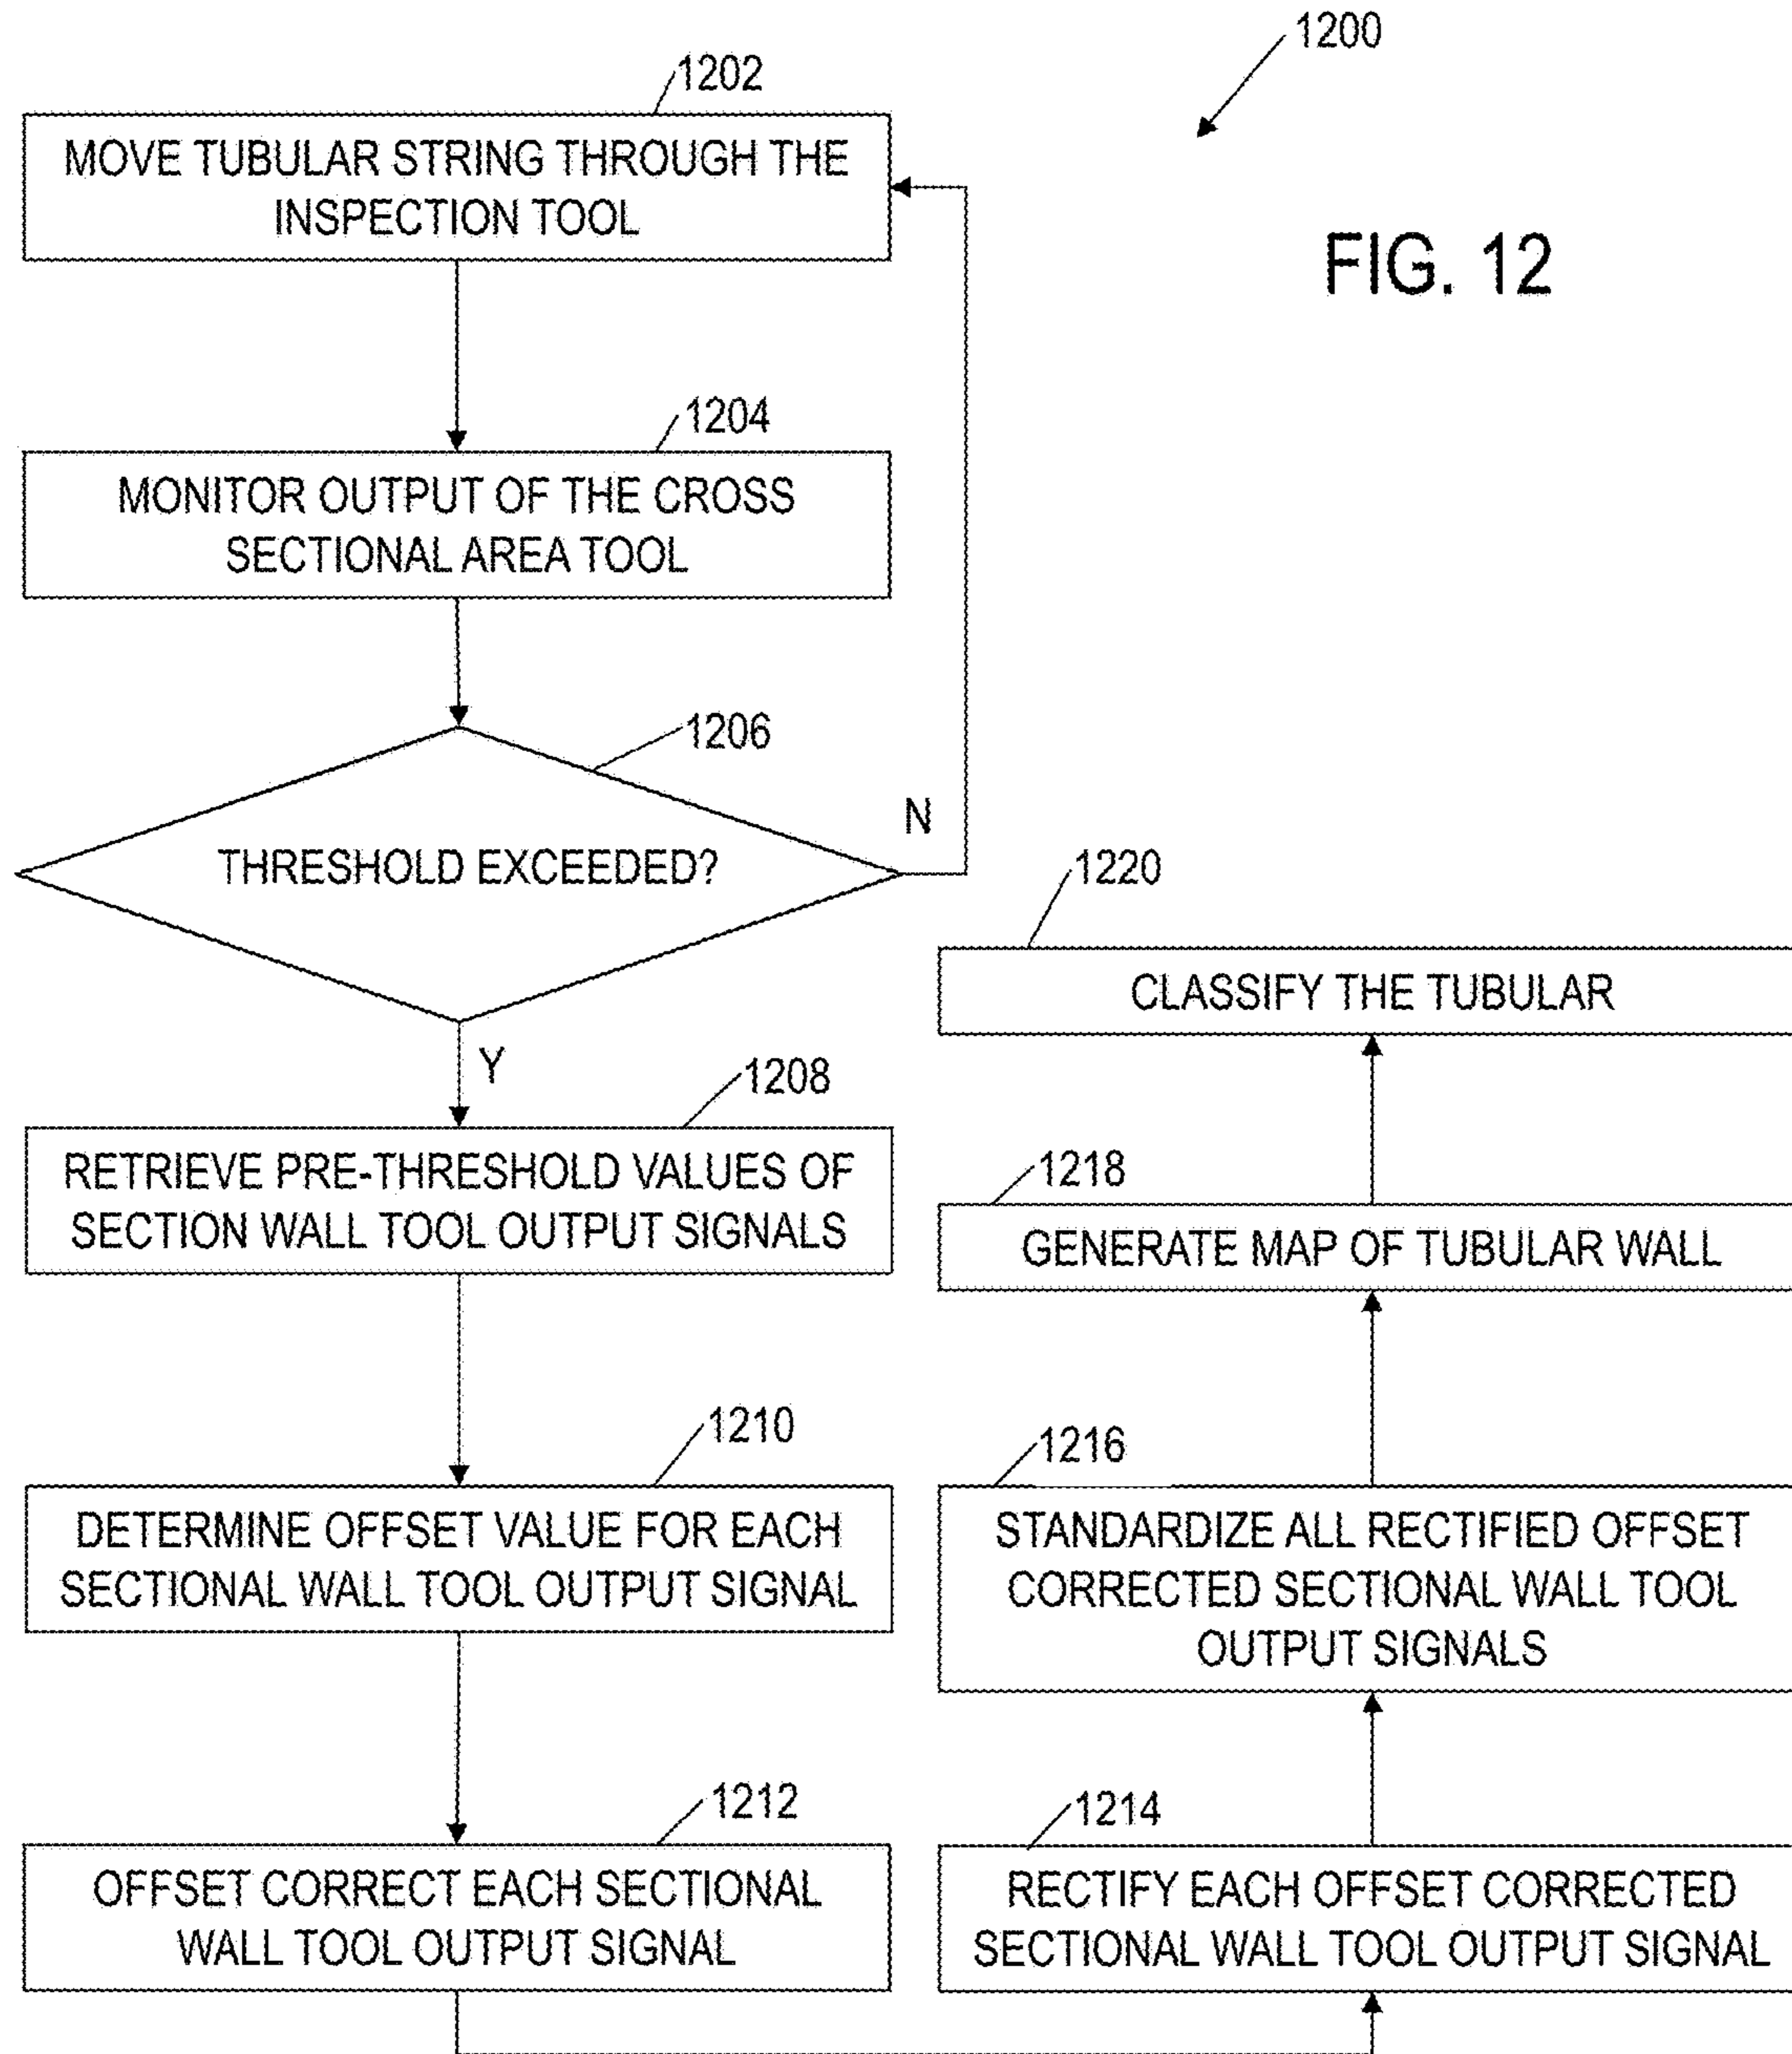 1200
FIG. 12
1202
MOVE TUBULAR STRING THROUGH THE
INSPECTION TOOL
1204
MONITOR OUTPUT OF THE CROSS
SECTIONAL AREA TOOL
1206
THRESHOLD EXCEEDED?
N
Y
1208
RETRIEVE PRE-THRESHOLD VALUES OF
SECTION WALL TOOL OUTPUT SIGNALS
1210
DETERMINE OFFSET VALUE FOR EACH
SECTIONAL WALL TOOL OUTPUT SIGNAL
1212
OFFSET CORRECT EACH SECTIONAL
WALL TOOL OUTPUT SIGNAL
1214
RECTIFY EACH OFFSET CORRECTED
SECTIONAL WALL TOOL OUTPUT SIGNAL
1216
STANDARDIZE ALL RECTIFIED OFFSET
CORRECTED SECTIONAL WALL TOOL
OUTPUT SIGNALS
1218
GENERATE MAP OF TUBULAR WALL
1220
CLASSIFY THE TUBULAR